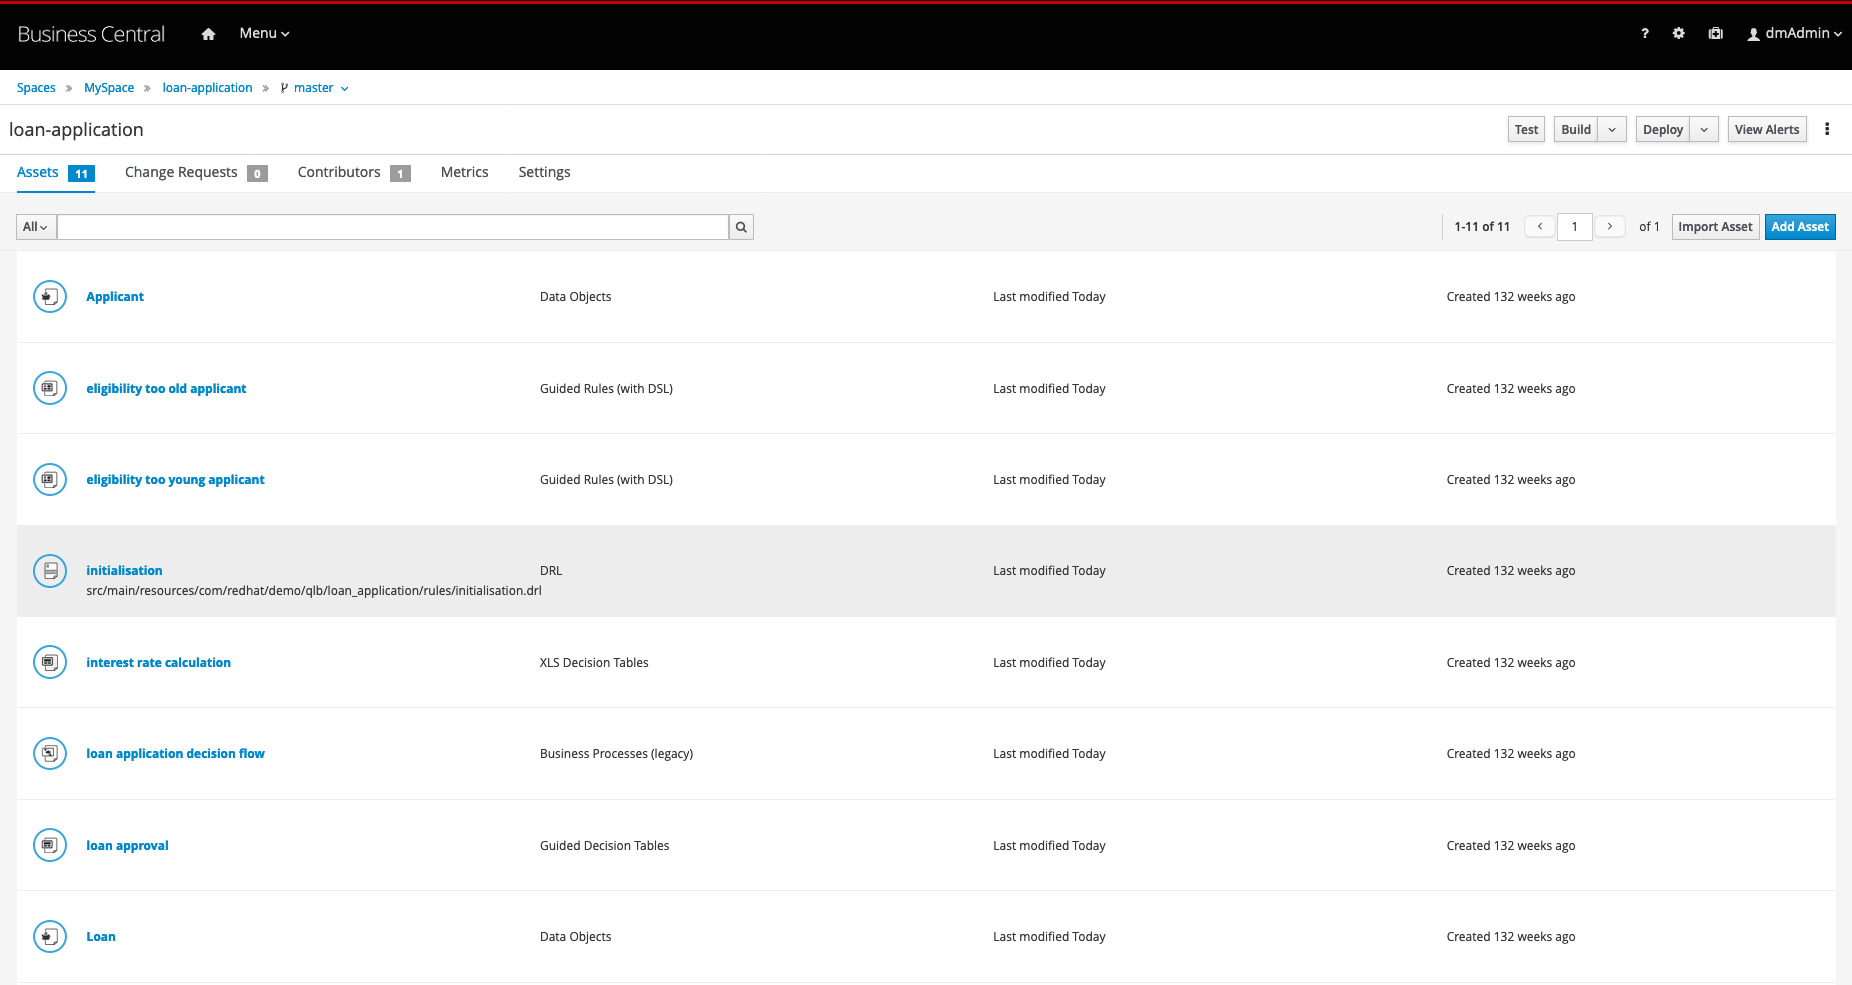 Business Central Menu ? dmAdmin
Spaces » MySpace » loan-application » master
loan-application Test Build Deploy View Alerts
Assets 11 Change Requests 0 Contributors 1 Metrics Settings
All 1-11 of 11 < 1 > of 1 Import Asset Add Asset
Applicant Data Objects Last modified Today Created 132 weeks ago
eligibility too old applicant Guided Rules (with DSL) Last modified Today Created 132 weeks ago
eligibility too young applicant Guided Rules (with DSL) Last modified Today Created 132 weeks ago
initialisation DRL Last modified Today Created 132 weeks ago
src/main/resources/com/redhat/demo/qlb/loan_application/rules/initialisation.drl
interest rate calculation XLS Decision Tables Last modified Today Created 132 weeks ago
loan application decision flow Business Processes (legacy) Last modified Today Created 132 weeks ago
loan approval Guided Decision Tables Last modified Today Created 132 weeks ago
Loan Data Objects Last modified Today Created 132 weeks ago